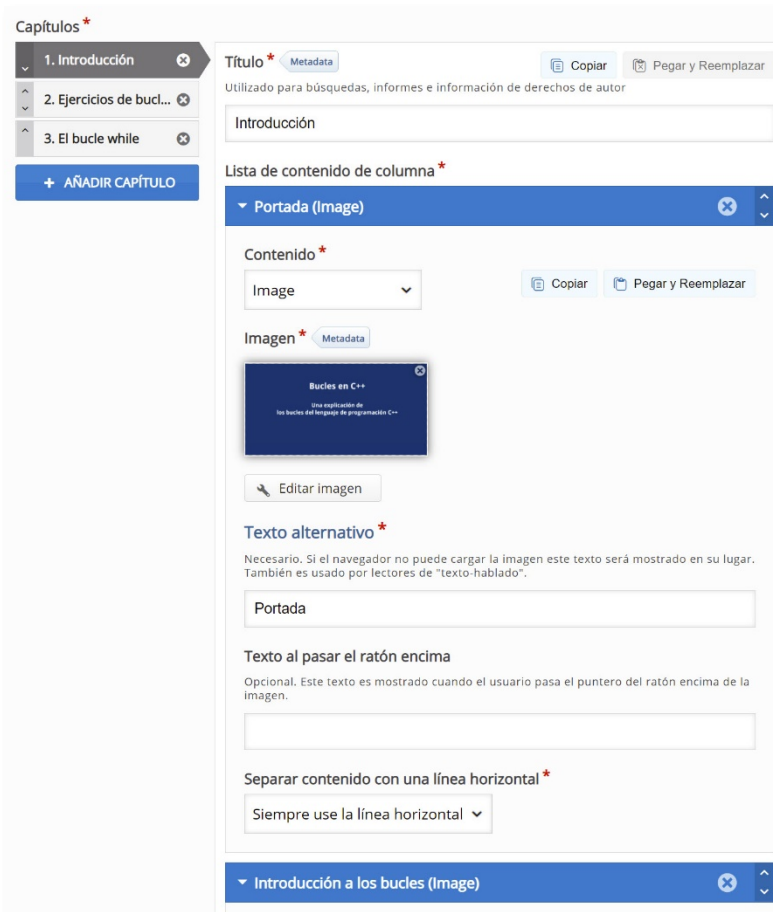 Capítulos *
1. Introducción
2. Ejercicios de bucl...
3. El bucle while
+ AÑADIR CAPÍTULO
Título * Metadata
Copiar
Pegar y Reemplazar
Utilizado para búsquedas, informes e información de derechos de autor
Introducción
Lista de contenido de columna *
Portada (Image)
Contenido *
Image
Copiar
Pegar y Reemplazar
Imagen * Metadata
Bucles en C++
Una explicación de
los bucles del lenguaje de programación C++
Editar imagen
Texto alternativo *
Necesario. Si el navegador no puede cargar la imagen este texto será mostrado en su lugar.
También es usado por lectores de "texto-hablado".
Portada
Texto al pasar el ratón encima
Opcional. Este texto es mostrado cuando el usuario pasa el puntero del ratón encima de la
imagen.
Separar contenido con una línea horizontal *
Siempre use la línea horizontal
Introducción a los bucles (Image)